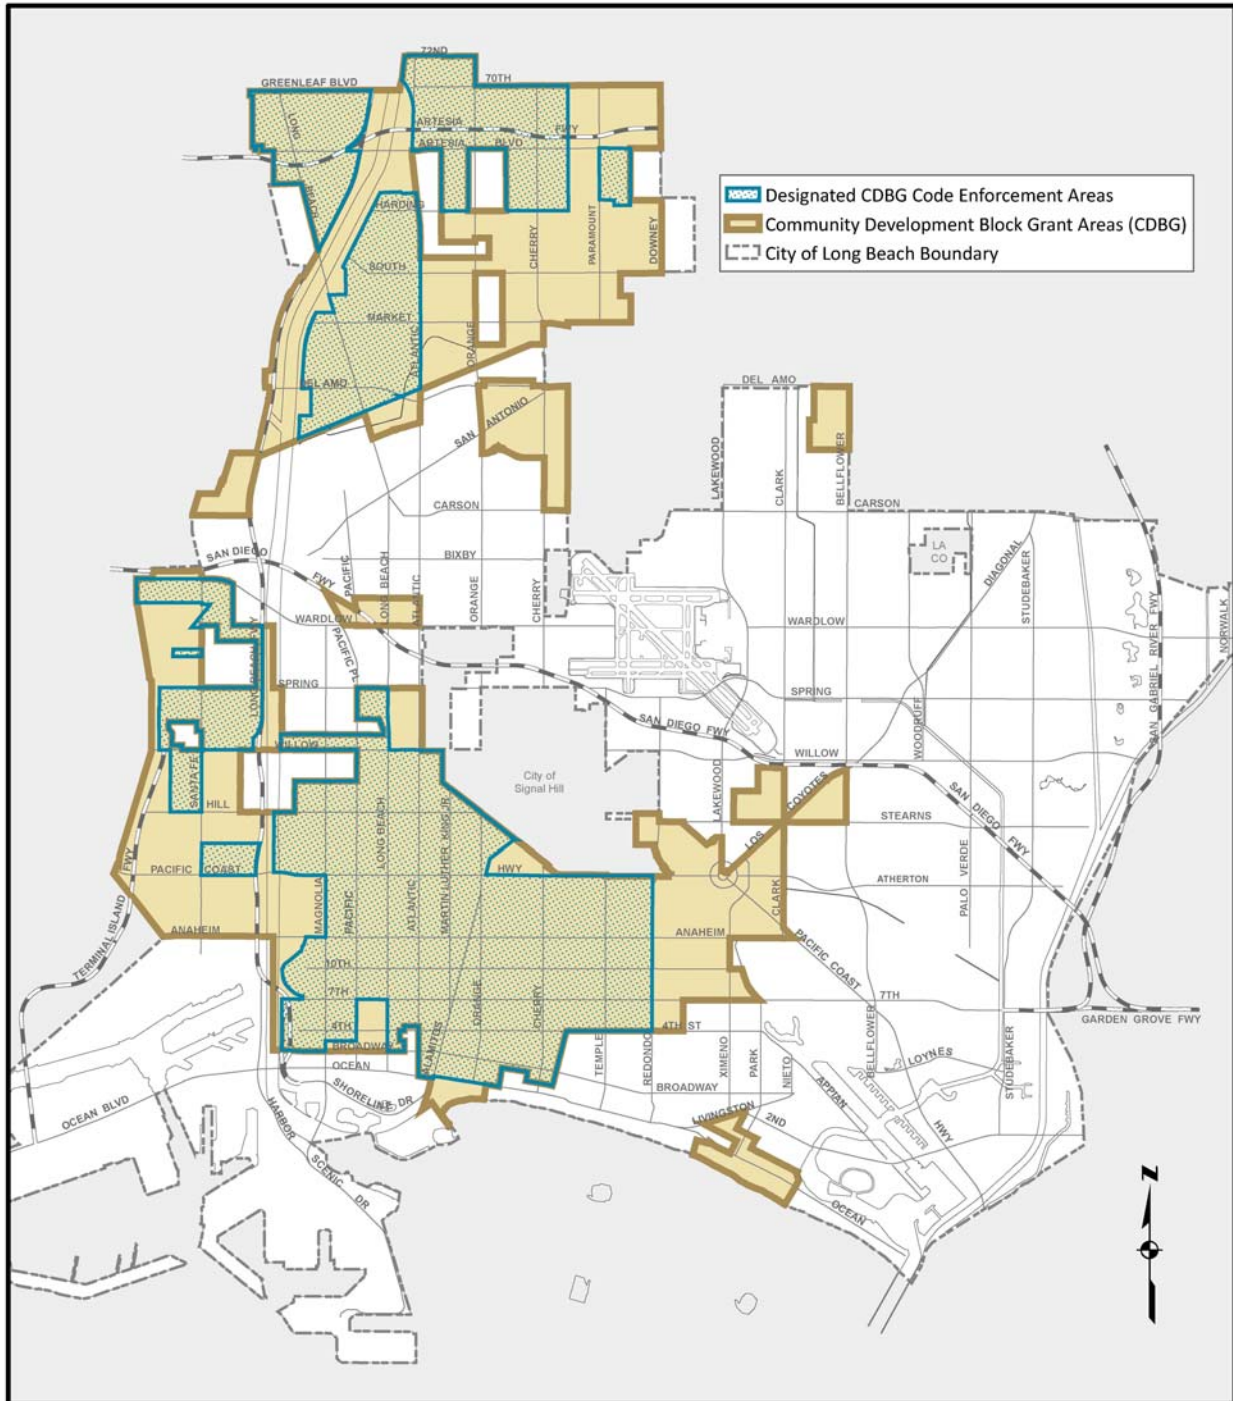 72ND
GREENLEAF BLVD
70TH
LONG
BEACH
ARTESIA
FWY
ARTESIA
BLVD
HARDING
CHERRY
PARAMOUNT
DOWNEY
SOUTH
MARKET
ATLANTIC
ORANGE
DEL AMO
Designated CDBG Code Enforcement Areas
Community Development Block Grant Areas (CDBG)
City of Long Beach Boundary
SAN ANTONIO
DEL AMO
LAKEWOOD
CLARK
BELLFLOWER
CARSON
CARSON
SAN DIEGO
FWY
BIXBY
PACIFIC
LONG BEACH
ATLANTIC
ORANGE
CHERRY
LA
CO
DIAGONAL
STUDEBAKER
WARDLOW
PACIFIC PL
WARDLOW
SAN GABRIEL RIVER FWY
NORWALK
LONG BEACH FWY
SPRING
SPRING
SAN DIEGO FWY
WOODRUFF
WILLOW
WILLOW
City of
Signal Hill
SANTA FE
HILL
LONG BEACH
MARTIN LUTHER KING JR
LAKEWOOD
LOS
COYOTES
STEARNS
SAN DIEGO
FWY
PACIFIC
COAST
HWY
FWY
TERMINAL ISLAND
MAGNOLIA
PACIFIC
ATLANTIC
CLARK
ATHERTON
PALO VERDE
ANAHEIM
ANAHEIM
PACIFIC COAST
10TH
7TH
7TH
GARDEN GROVE FWY
4TH
ORANGE
CHERRY
4TH ST
BROADWAY
ALAMITOS
OCEAN
TEMPLE
REDONDO
XIMENO
PARK
NIETO
BELLFLOWER
LOYNES
STUDEBAKER
SHORELINE DR
BROADWAY
APPIAN
OCEAN BLVD
HARBOR
SCENIC DR
LIVINGSTON
2ND
HWY
OCEAN
N